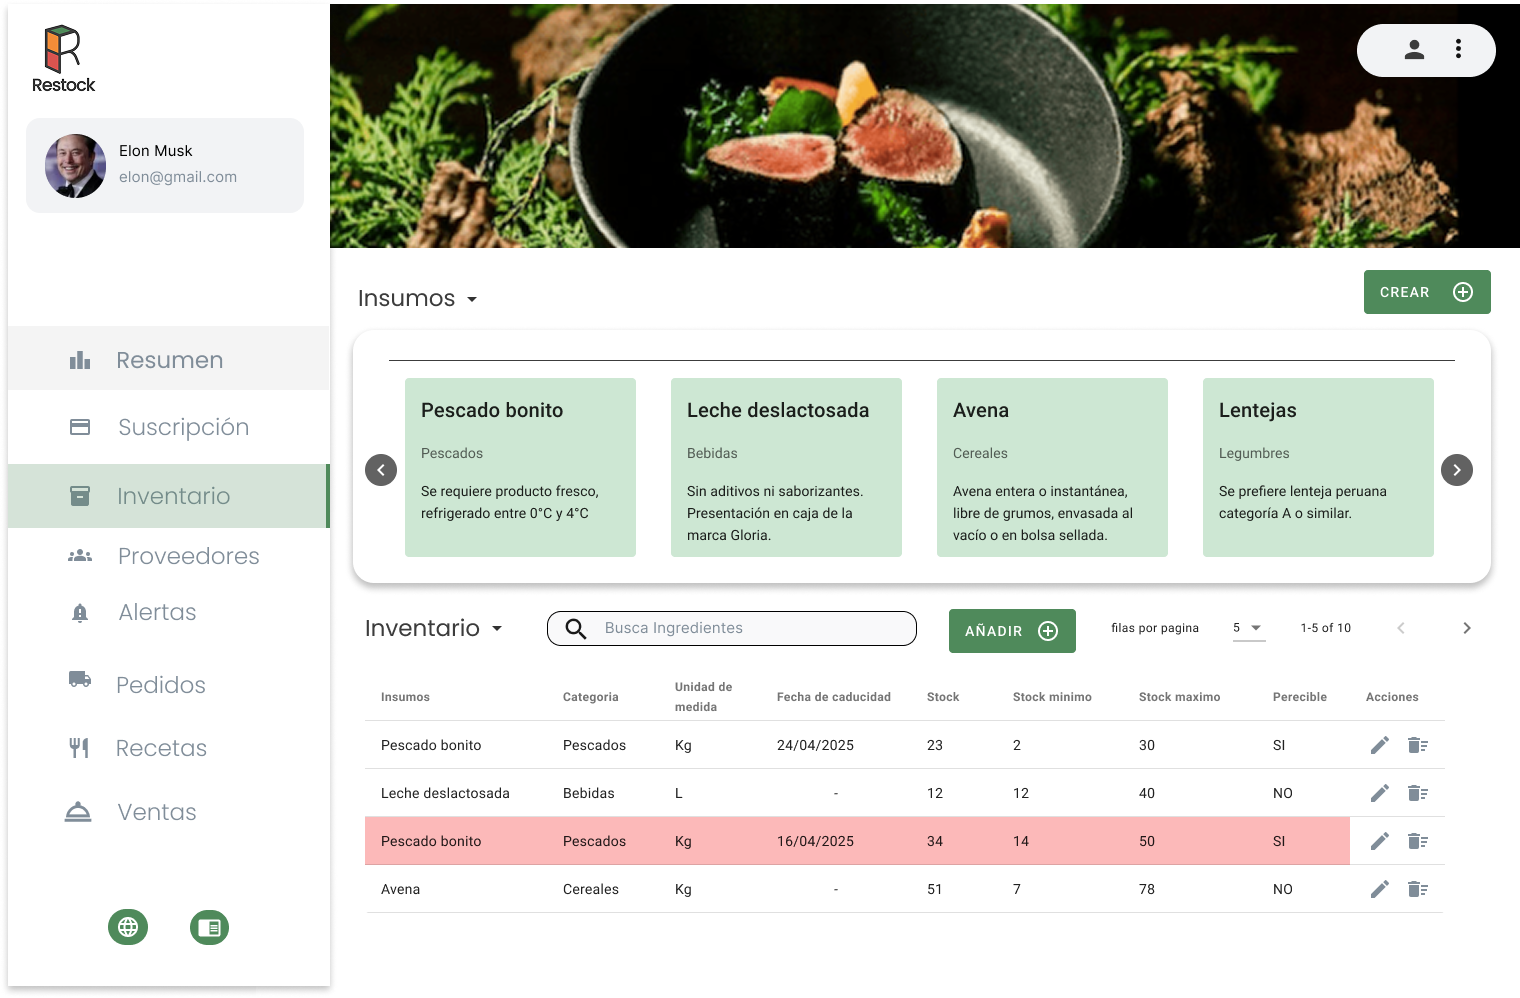 Restock
Elon Musk
elon@gmail.com
Resumen
Suscripción
Inventario
Proveedores
Alertas
Pedidos
Recetas
Ventas
Insumos
CREAR
Pescado bonito
Pescados
Se requiere producto fresco,
refrigerado entre 0°C y 4°C
Leche deslactosada
Bebidas
Sin aditivos ni saborizantes.
Presentación en caja de la
marca Gloria.
Avena
Cereales
Avena entera o instantánea,
libre de grumos, envasada al
vacío o en bolsa sellada.
Lentejas
Legumbres
Se prefiere lenteja peruana
categoría A o similar.
Inventario
Busca Ingredientes
AÑADIR
filas por pagina 5 1-5 of 10
Insumos Categoria Unidad de medida Fecha de caducidad Stock Stock minimo Stock maximo Perecible Acciones
Pescado bonito Pescados Kg 24/04/2025 23 2 30 SI
Leche deslactosada Bebidas L - 12 12 40 NO
Pescado bonito Pescados Kg 16/04/2025 34 14 50 SI
Avena Cereales Kg - 51 7 78 NO